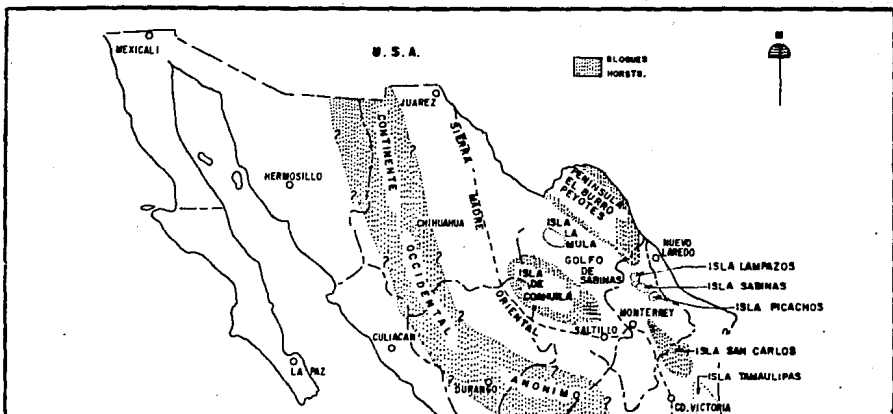 MEXICALI
U.S.A.
BLOQUES
HORSTS.
N
JUAREZ
CONTINENTE
SIERRA
MADRE
HERMOSILLO
PENINSULA
EL BURRO
PEYOTES
CHIHUAHUA
ISLA
LA
MULA
NUEVO
LAREDO
GOLFO
DE
SABINAS
ISLA LAMPAZOS
ISLA
DE
COAHUILA
ISLA SABINAS
OCCIDENTAL
ORIENTAL
ISLA PICACHOS
MONTERREY
SALTILLO
CULIACAN
ISLA SAN CARLOS
LA PAZ
ISLA TAMAULIPAS
DURANGO
ANONIM
CD. VICTORIA